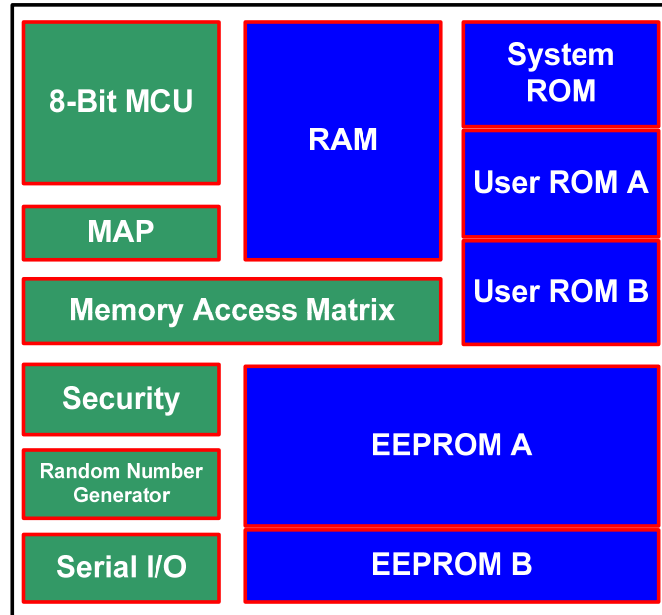 8-Bit MCU
RAM
System
ROM
User ROM A
MAP
Memory Access Matrix
User ROM B
Security
EEPROM A
Random Number
Generator
Serial I/O
EEPROM B